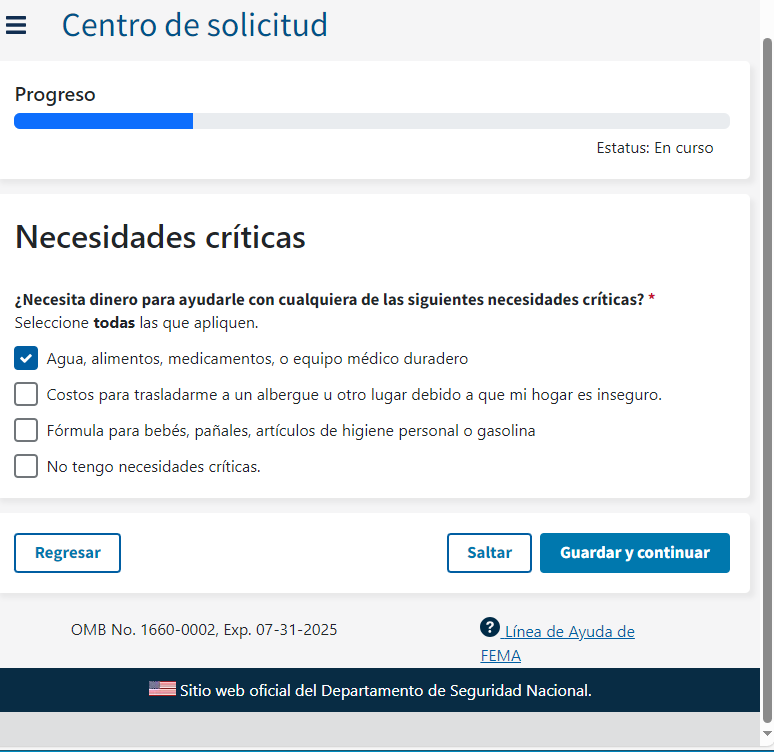 Centro de solicitud
Progreso
Estatus: En curso
Necesidades críticas
¿Necesita dinero para ayudarle con cualquiera de las siguientes necesidades críticas? *
Seleccione todas las que apliquen.
Agua, alimentos, medicamentos, o equipo médico duradero
Costos para trasladarme a un albergue u otro lugar debido a que mi hogar es inseguro.
Fórmula para bebés, pañales, artículos de higiene personal o gasolina
No tengo necesidades críticas.
Regresar
Saltar
Guardar y continuar
OMB No. 1660-0002, Exp. 07-31-2025
? Línea de Ayuda de
FEMA
Sitio web oficial del Departamento de Seguridad Nacional.